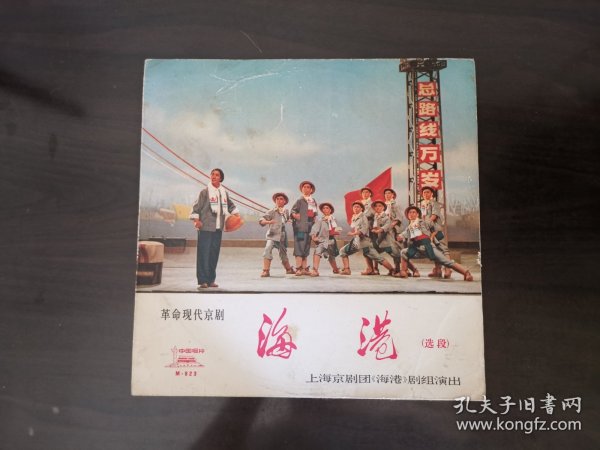 总路线万岁
革命现代京剧
海港
(选段)
中国唱片
M-823
上海京剧团《海港》剧组演出
孔夫子旧书网
www.kongfz.com